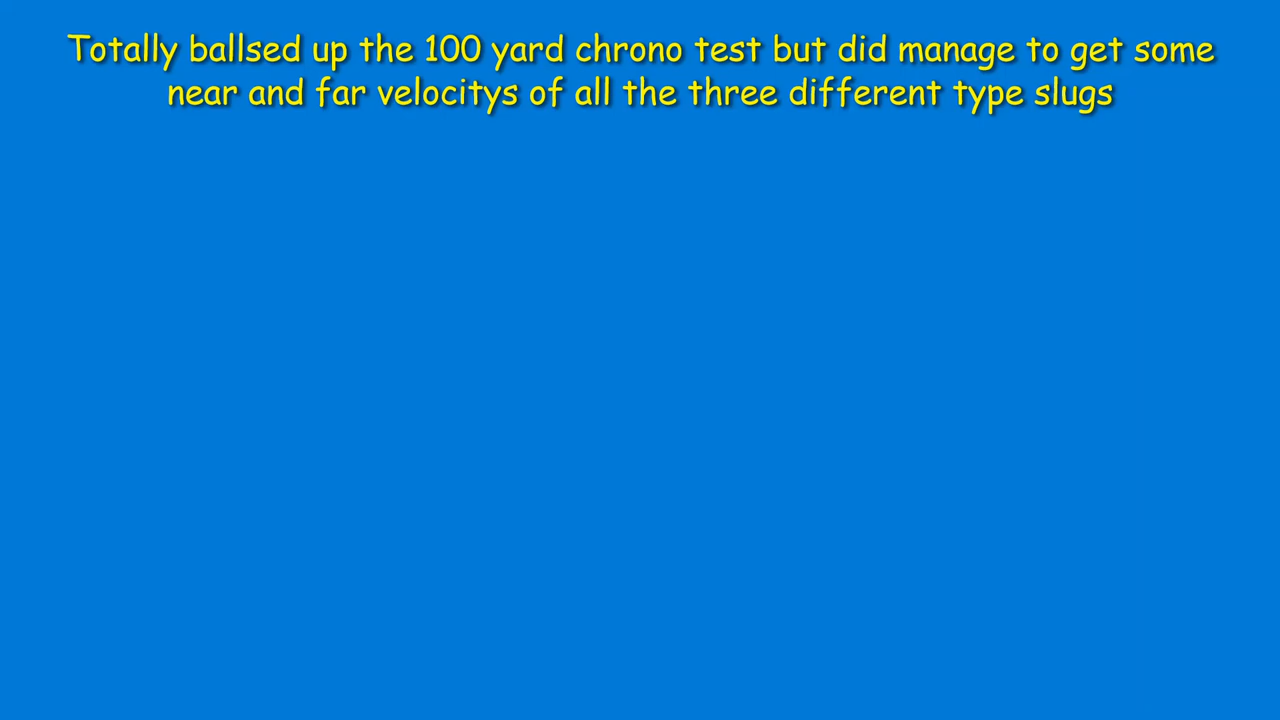 Totally ballsed up the 100 yard chrono test but did manage to get some
near and far velocitys of all the three different type slugs